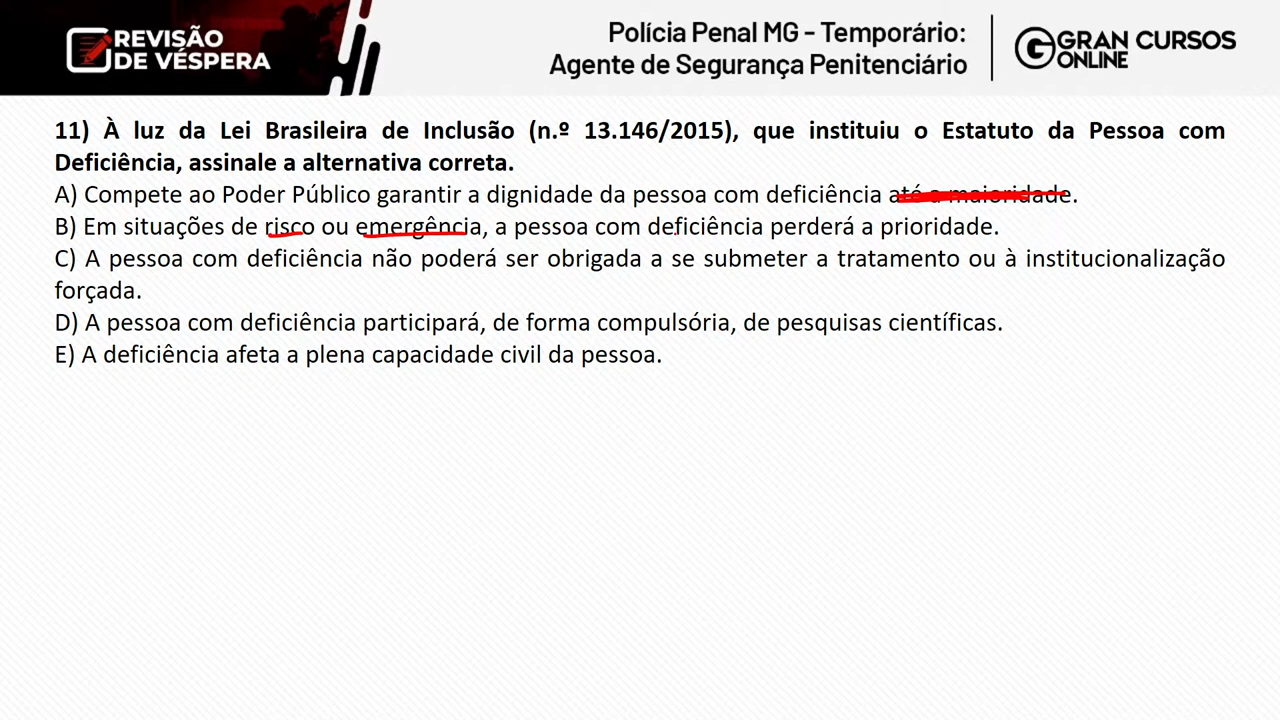 REVISÃO
DE VÉSPERA
Polícia Penal MG - Temporário:
Agente de Segurança Penitenciário
GRAN CURSOS
ONLINE
11) À luz da Lei Brasileira de Inclusão (n.º 13.146/2015), que instituiu o Estatuto da Pessoa com
Deficiência, assinale a alternativa correta.
A) Compete ao Poder Público garantir a dignidade da pessoa com deficiência até a maioridade.
B) Em situações de risco ou emergência, a pessoa com deficiência perderá a prioridade.
C) A pessoa com deficiência não poderá ser obrigada a se submeter a tratamento ou à institucionalização
forçada.
D) A pessoa com deficiência participará, de forma compulsória, de pesquisas científicas.
E) A deficiência afeta a plena capacidade civil da pessoa.